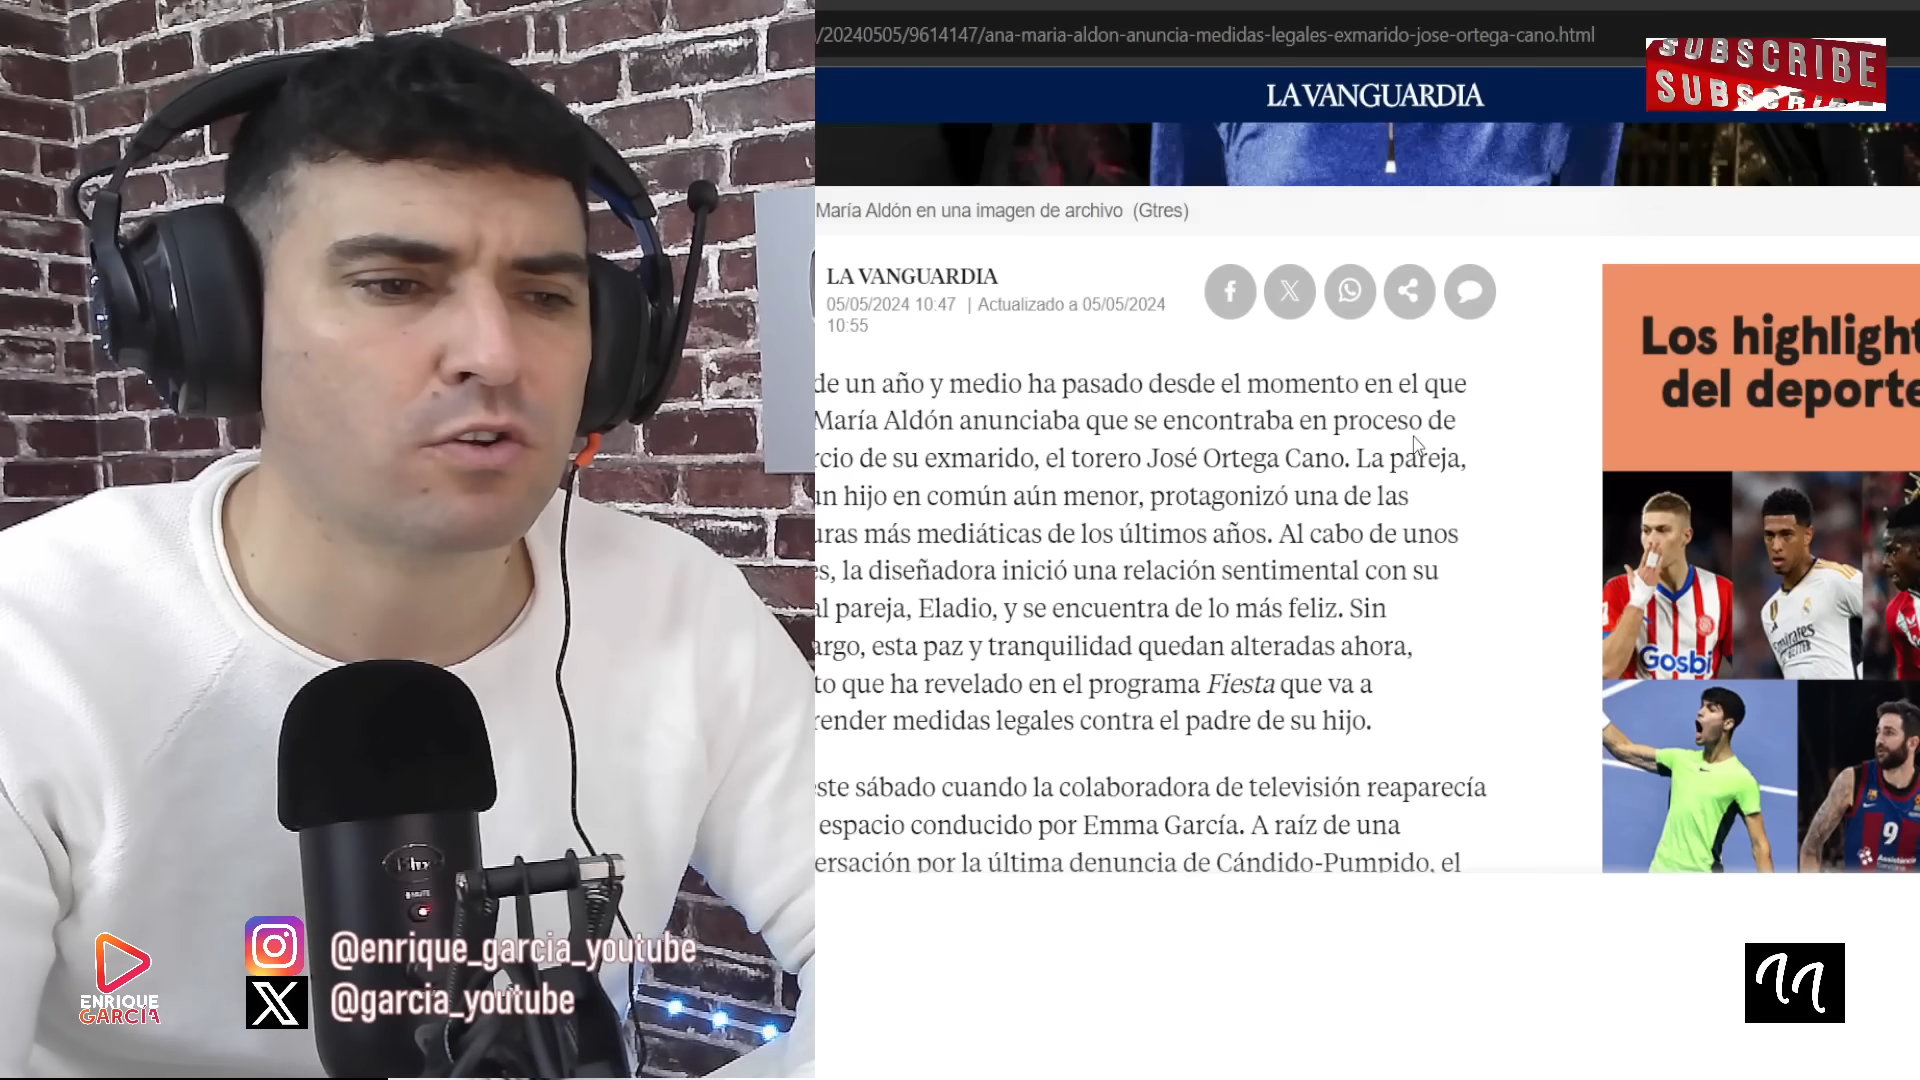 /20240505/9614147/ana-maria-aldon-anuncia-medidas-legales-exmarido-jose-ortega-cano.html
SUBSCRIBE
LA VANGUARDIA
María Aldón en una imagen de archivo (Gtres)
LA VANGUARDIA
05/05/2024 10:47 | Actualizado a 05/05/2024
10:55
de un año y medio ha pasado desde el momento en el que
María Aldón anunciaba que se encontraba en proceso de
rcio de su exmarido, el torero José Ortega Cano. La pareja,
un hijo en común aún menor, protagonizó una de las
uras más mediáticas de los últimos años. Al cabo de unos
es, la diseñadora inició una relación sentimental con su
al pareja, Eladio, y se encuentra de lo más feliz. Sin
argo, esta paz y tranquilidad quedan alteradas ahora,
to que ha revelado en el programa Fiesta que va a
render medidas legales contra el padre de su hijo.
ste sábado cuando la colaboradora de televisión reaparecía
espacio conducido por Emma García. A raíz de una
ersación por la última denuncia de Cándido-Pumpido, el
Los highlight
del deporte
Gosbi
Emirates
9
Assistència
blue
MUTE
@enrique_garcia_youtube
@garcia_youtube
ENRIQUE
GARCÍA